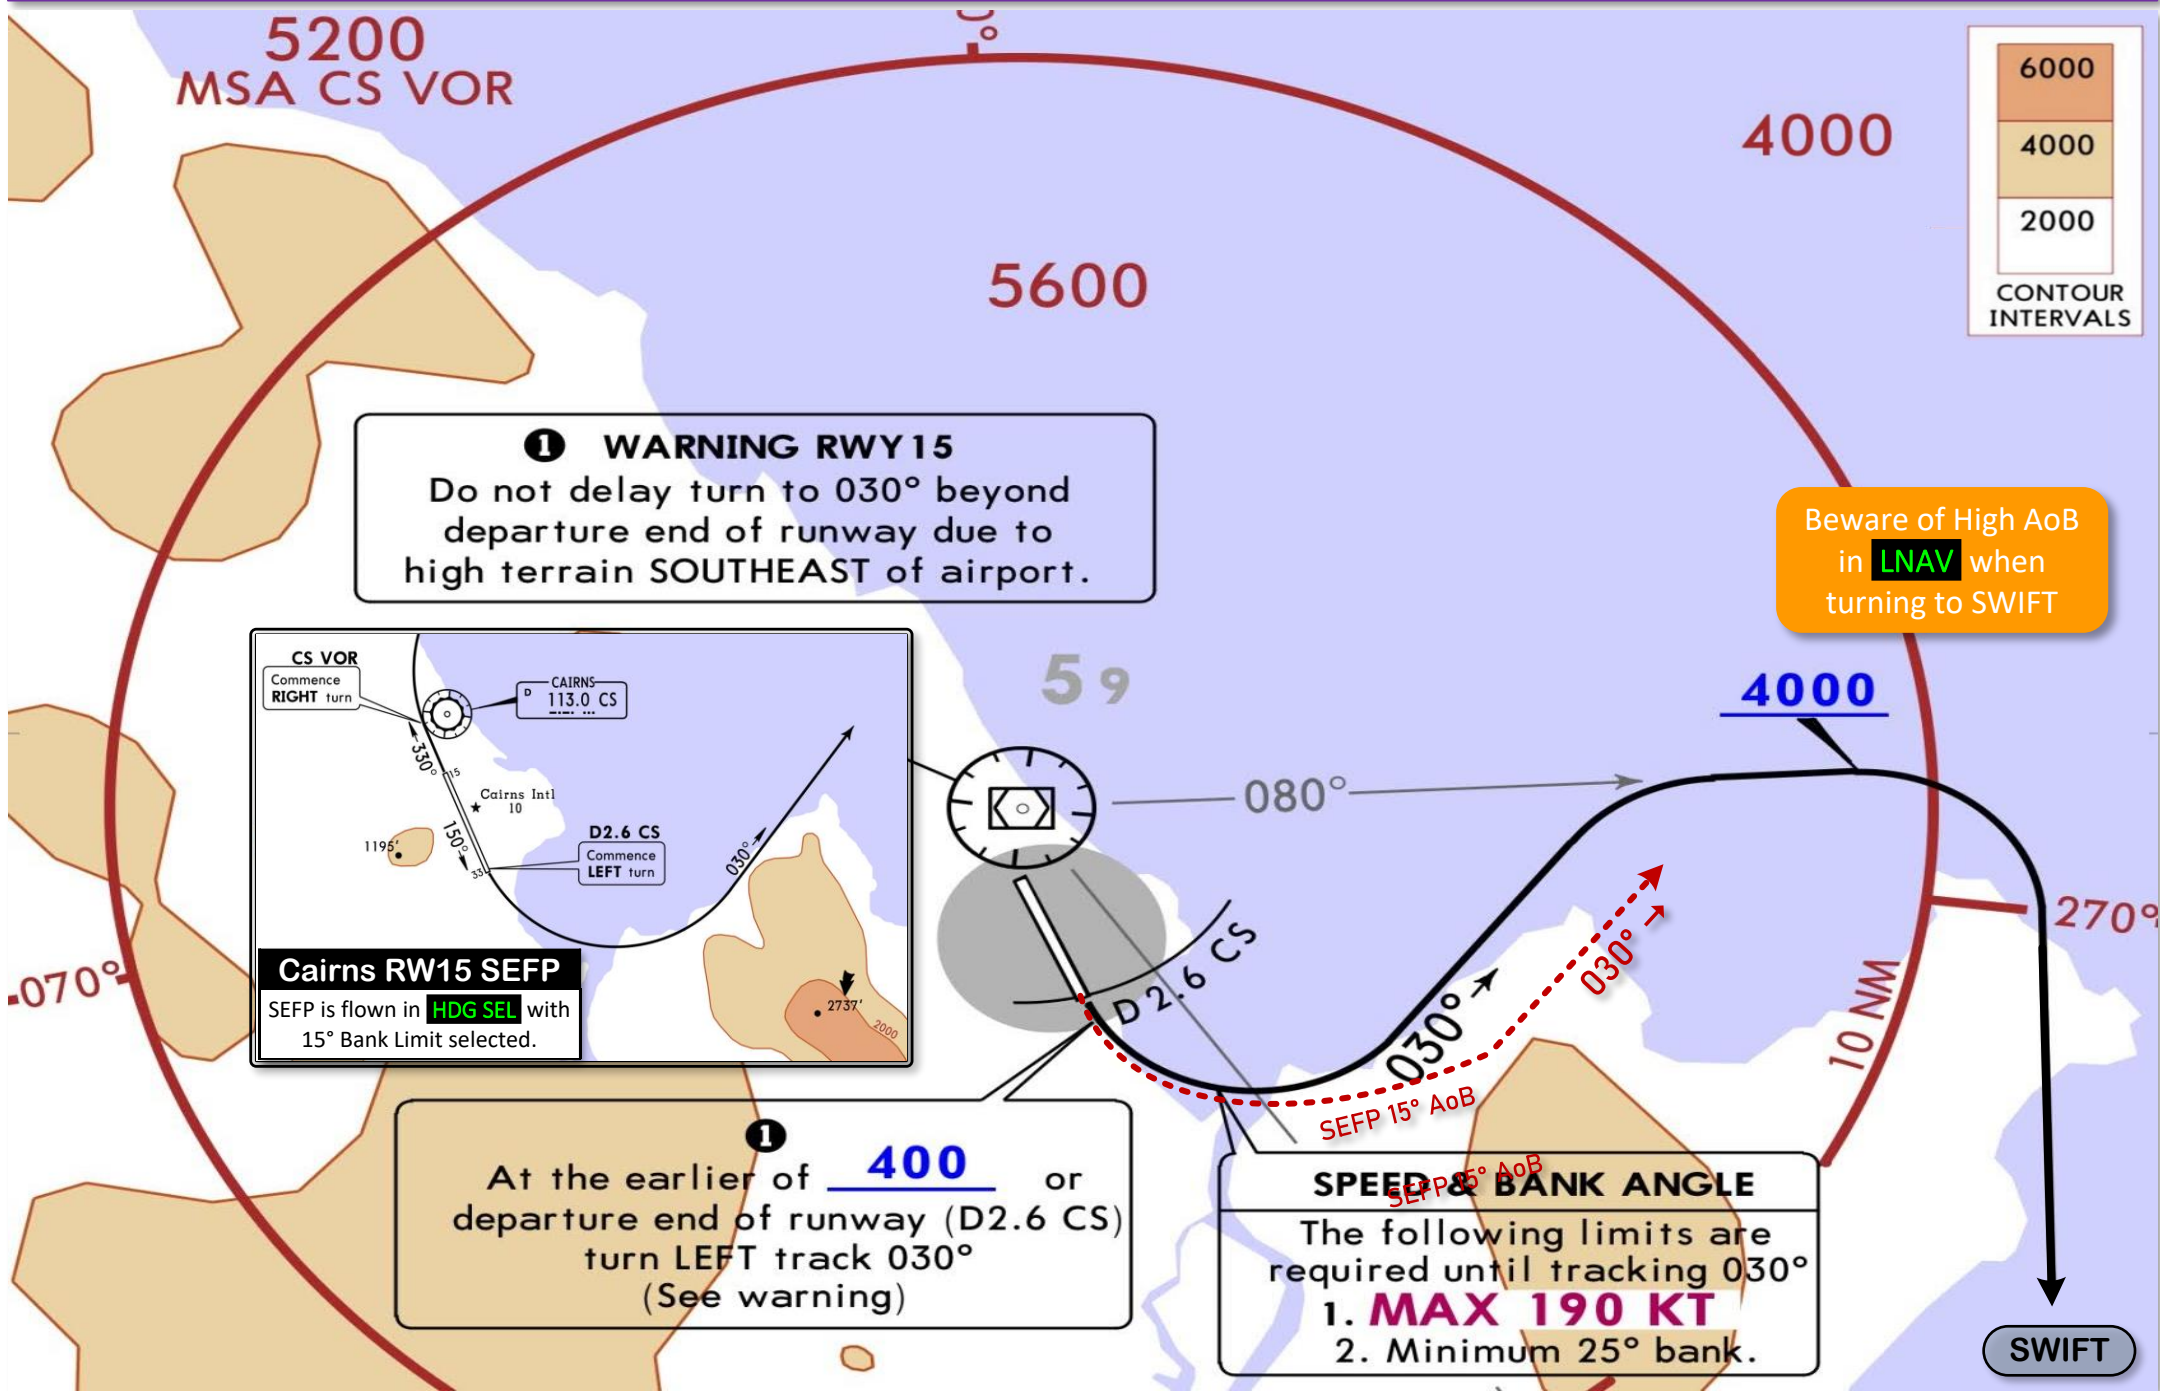 5200
MSA CS VOR
4000
5600
6000
4000
2000
CONTOUR
INTERVALS
1 WARNING RWY15
Do not delay turn to 030° beyond
departure end of runway due to
high terrain SOUTHEAST of airport.
Beware of High AoB
in LNAV when
turning to SWIFT
CS VOR
Commence
RIGHT turn
CAIRNS
D 113.0 CS
330°
15
Cairns Intl
10
1195'
150°
33
D2.6 CS
Commence
LEFT turn
030°
2737'
2000
Cairns RW15 SEFP
SEFP is flown in HDG SEL with
15° Bank Limit selected.
59
4000
080°
270°
070°
D2.6 CS
030°
030°
10 NM
SEFP 15° AoB
SEFP 15° AoB
1
At the earlier of 400 or
departure end of runway (D2.6 CS)
turn LEFT track 030°
(See warning)
SPEED & BANK ANGLE
The following limits are
required until tracking 030°
1. MAX 190 KT
2. Minimum 25° bank.
SWIFT